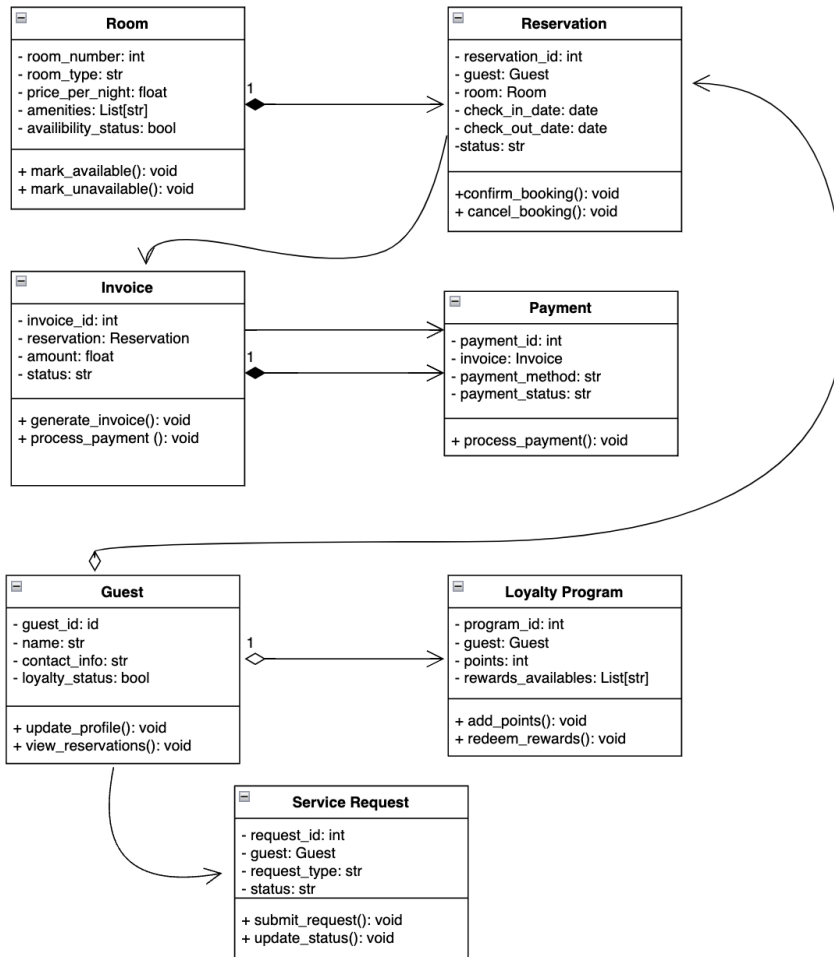 Room
- room_number: int
- room_type: str
- price_per_night: float
- amenities: List[str]
- availibility_status: bool
+ mark_available(): void
+ mark_unavailable(): void
1
Reservation
- reservation_id: int
- guest: Guest
- room: Room
- check_in_date: date
- check_out_date: date
-status: str
+confirm_booking(): void
+ cancel_booking(): void
Invoice
- invoice_id: int
- reservation: Reservation
- amount: float
- status: str
+ generate_invoice(): void
+ process_payment (): void
1
Payment
- payment_id: int
- invoice: Invoice
- payment_method: str
- payment_status: str
+ process_payment(): void
Guest
- guest_id: id
- name: str
- contact_info: str
- loyalty_status: bool
+ update_profile(): void
+ view_reservations(): void
1
Loyalty Program
- program_id: int
- guest: Guest
- points: int
- rewards_availables: List[str]
+ add_points(): void
+ redeem_rewards(): void
Service Request
- request_id: int
- guest: Guest
- request_type: str
- status: str
+ submit_request(): void
+ update_status(): void